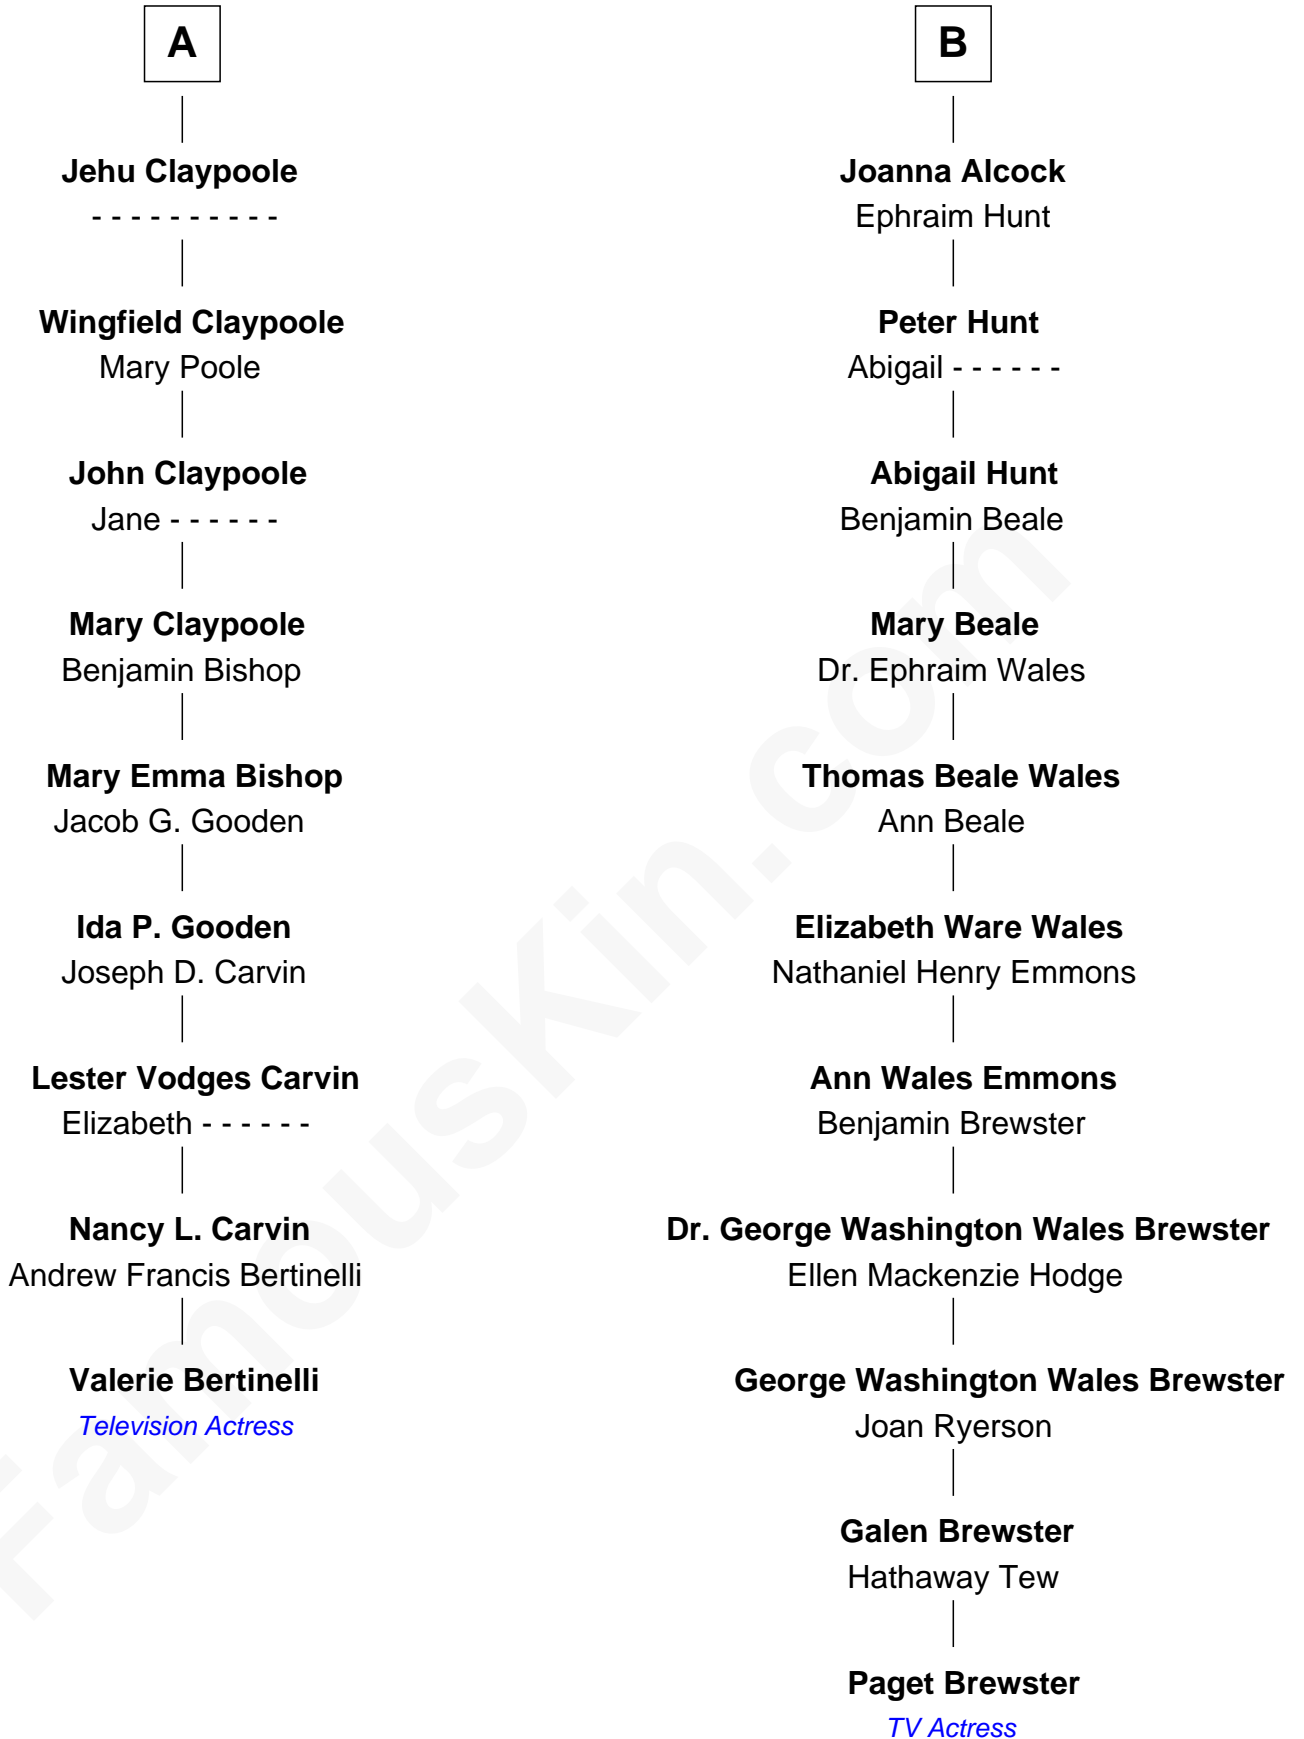 A
Jehu Claypoole
- - - - - - - - - -
Wingfield Claypoole
Mary Poole
John Claypoole
Jane - - - - - -
Mary Claypoole
Benjamin Bishop
Mary Emma Bishop
Jacob G. Gooden
Ida P. Gooden
Joseph D. Carvin
Lester Vodges Carvin
Elizabeth - - - - - -
Nancy L. Carvin
Andrew Francis Bertinelli
Valerie Bertinelli
Television Actress
B
Joanna Alcock
Ephraim Hunt
Peter Hunt
Abigail - - - - - -
Abigail Hunt
Benjamin Beale
Mary Beale
Dr. Ephraim Wales
Thomas Beale Wales
Ann Beale
Elizabeth Ware Wales
Nathaniel Henry Emmons
Ann Wales Emmons
Benjamin Brewster
Dr. George Washington Wales Brewster
Ellen Mackenzie Hodge
George Washington Wales Brewster
Joan Ryerson
Galen Brewster
Hathaway Tew
Paget Brewster
TV Actress
FamousKin.com